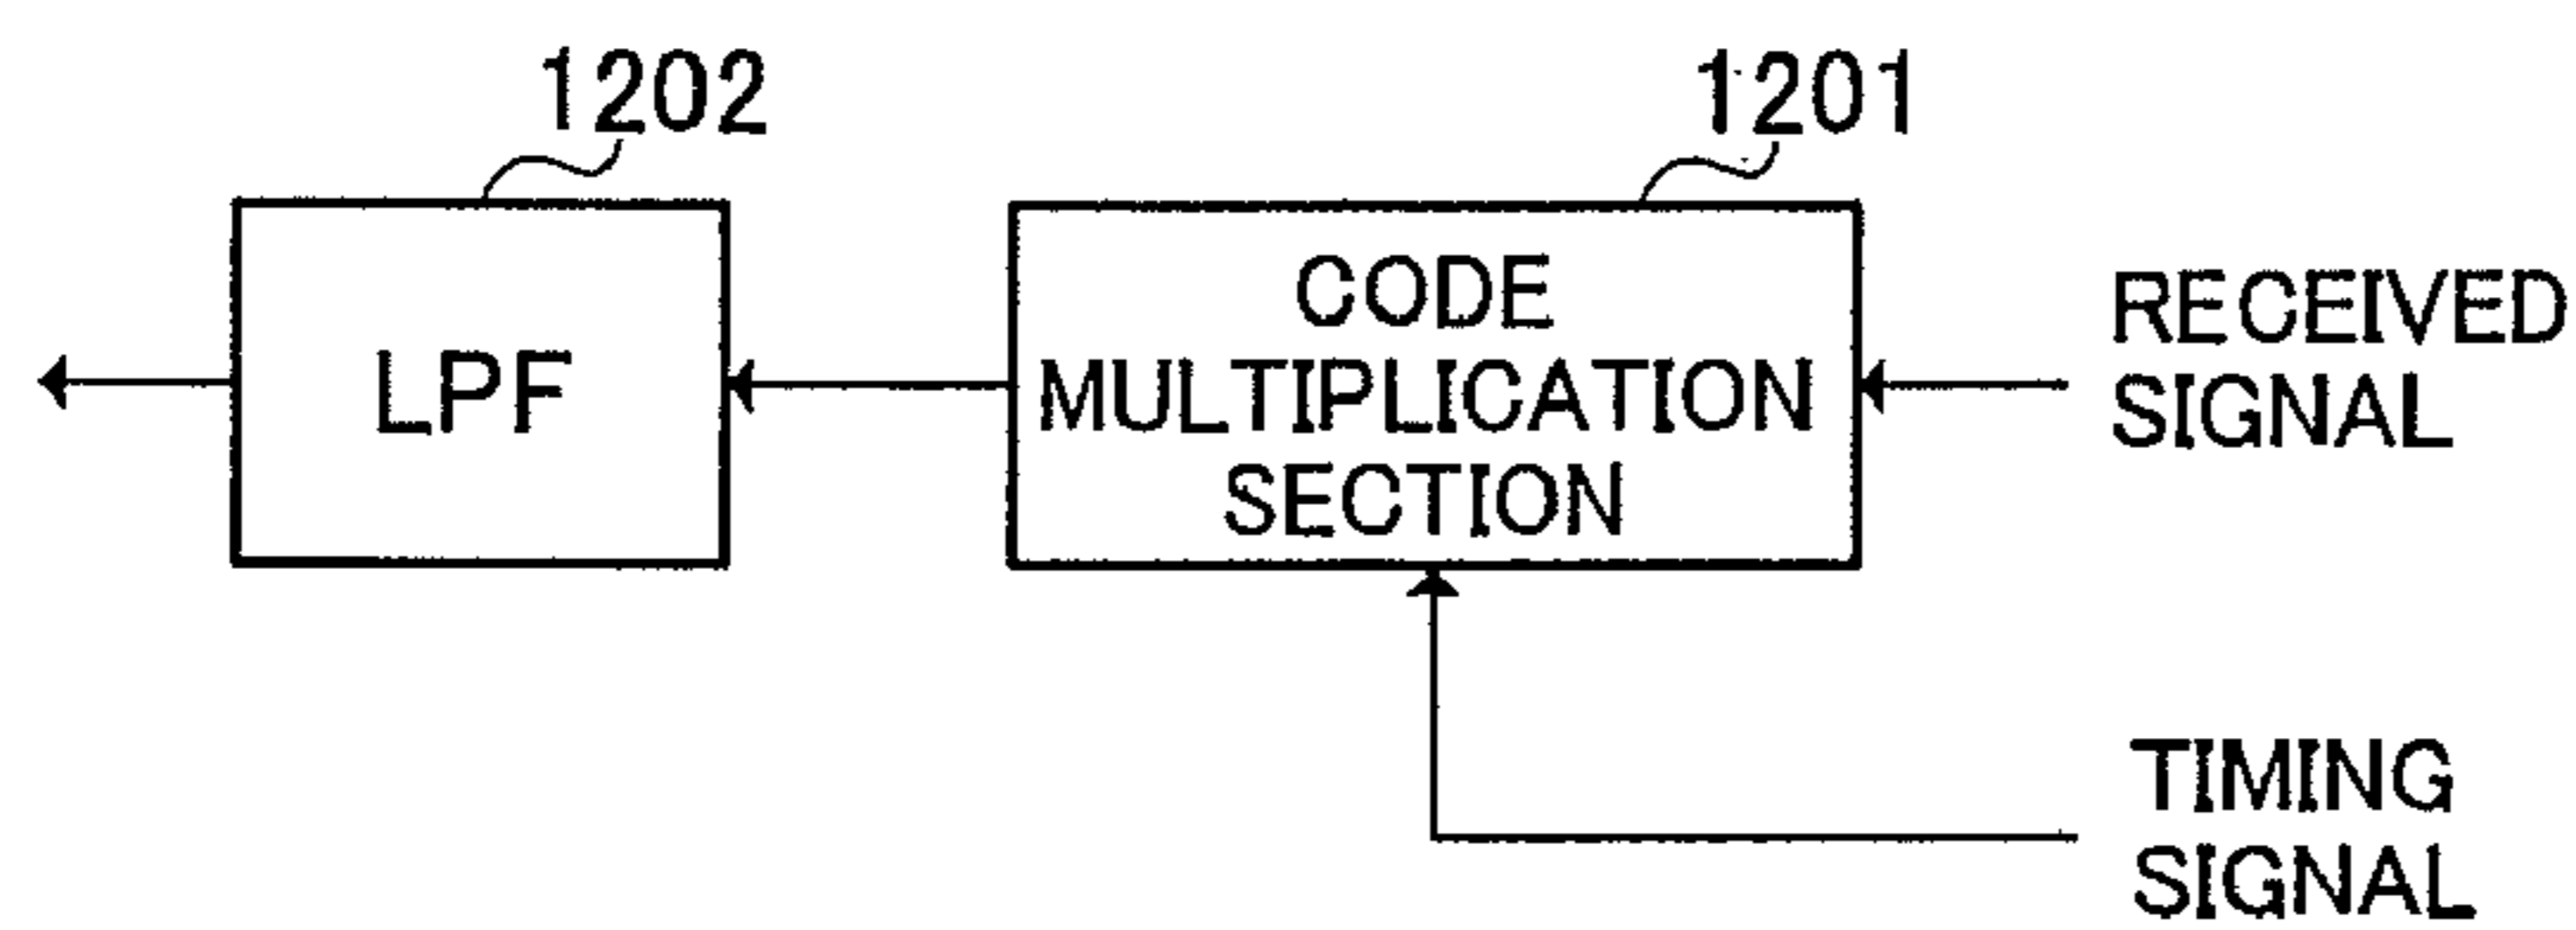 1202
1201
LPF
CODE
MULTIPLICATION
SECTION
RECEIVED
SIGNAL
TIMING
SIGNAL